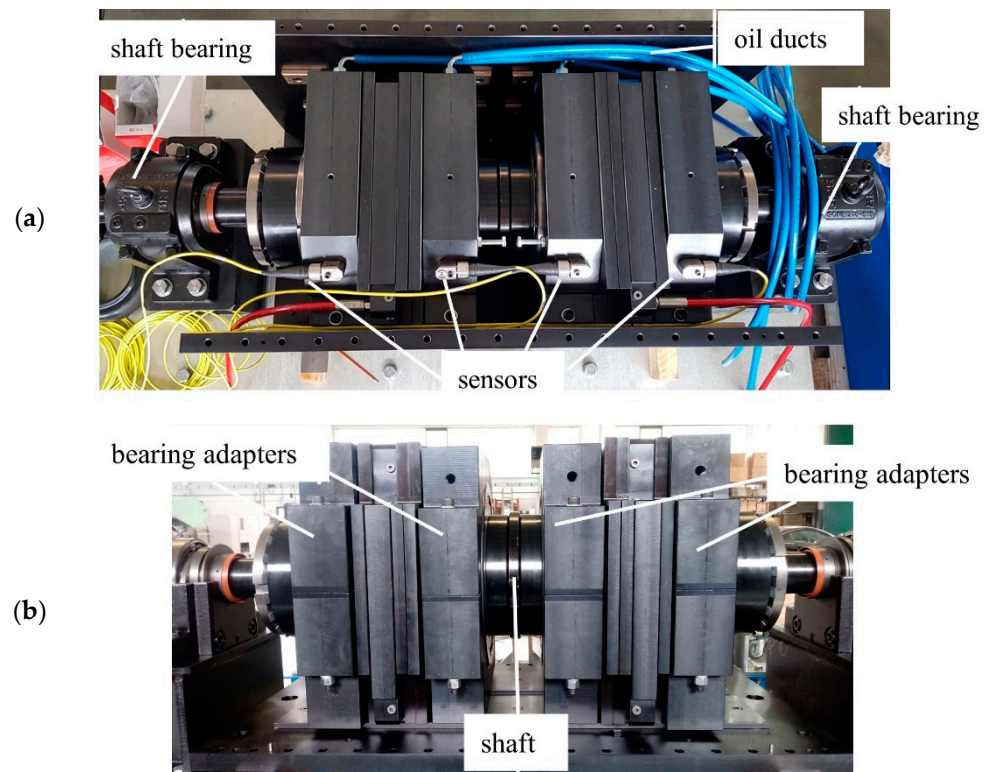 shaft bearing
oil ducts
shaft bearing
(a)
sensors
bearing adapters
bearing adapters
(b)
shaft